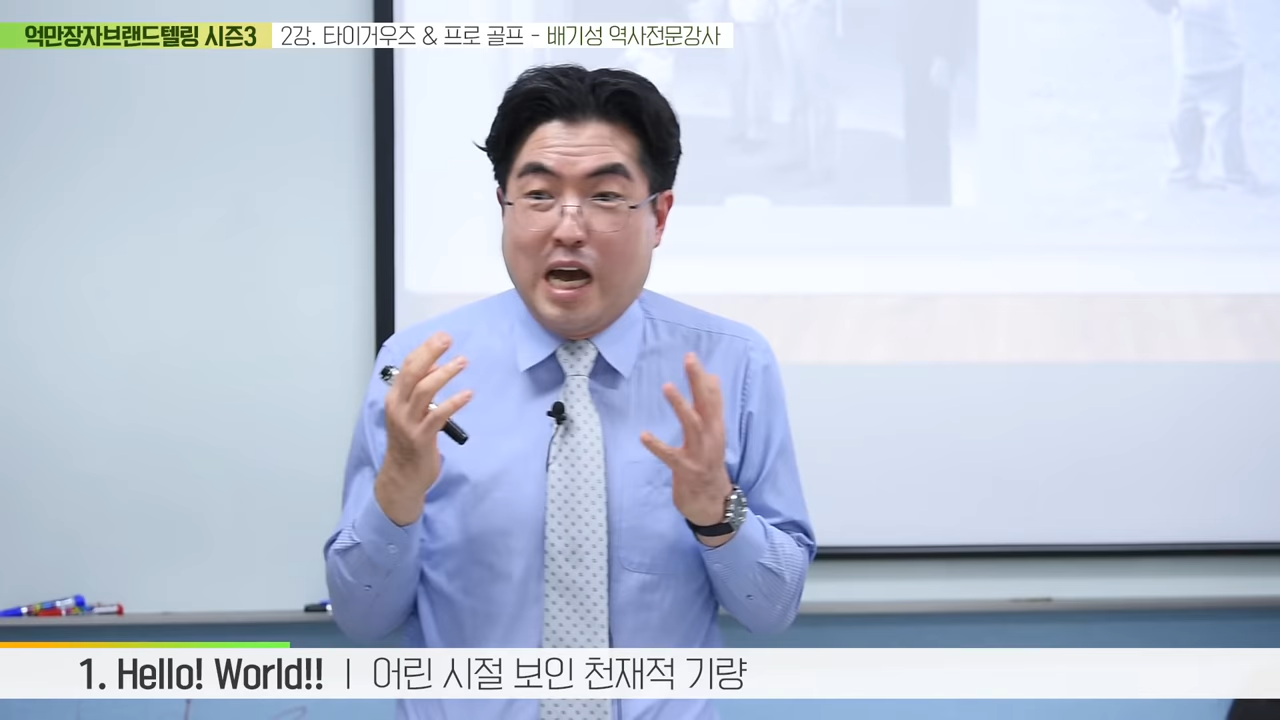 억만장자브랜드텔링 시즌3 2강. 타이거우즈 & 프로 골프 - 배기성 역사전문강사
1. Hello! World!! | 어린 시절 보인 천재적 기량